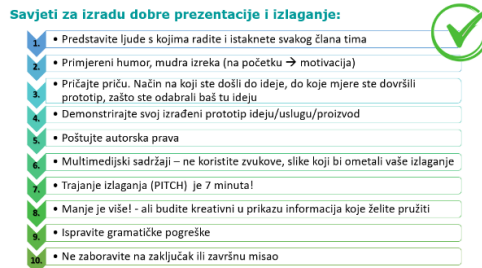 Savjeti za izradu dobre prezentacije i izlaganje:
1. • Predstavite ljude s kojima radite i istaknete svakog člana tima
2. • Primjereni humor, mudra izreka (na početku → motivacija)
3. • Pričajte priču. Način na koji ste došli do ideje, do koje mjere ste dovršili
prototip, zašto ste odabrali baš tu ideju
4. • Demonstrirajte svoj izrađeni prototip ideju/uslugu/proizvod
5. • Poštujte autorska prava
6. • Multimedijski sadržaji – ne koristite zvukove, slike koji bi ometali vaše izlaganje
7. • Trajanje izlaganja (PITCH) je 7 minuta!
8. • Manje je više! - ali budite kreativni u prikazu informacija koje želite pružiti
9. • Ispravite gramatičke pogreške
10. • Ne zaboravite na zaključak ili završnu misao